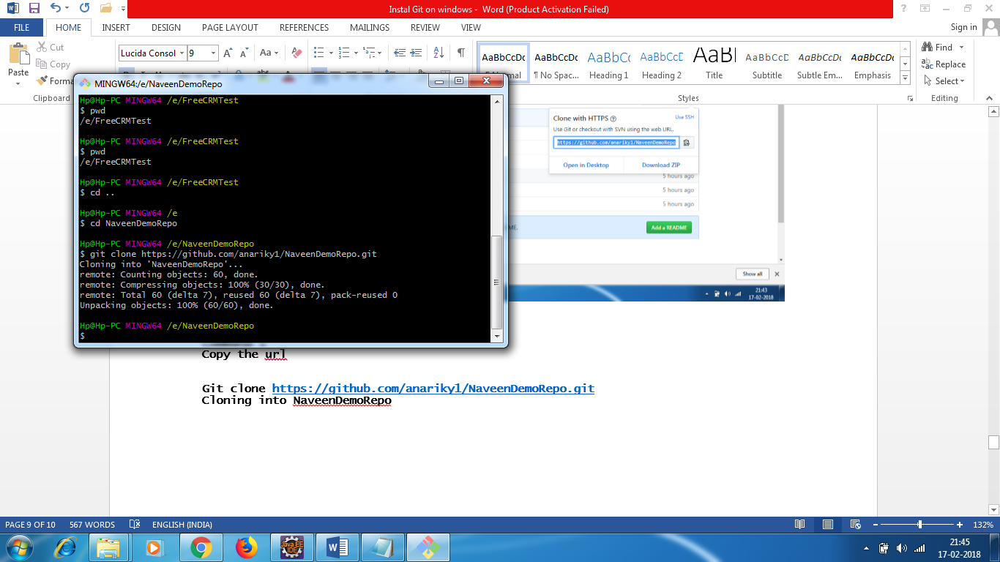 Instal Git on windows - Word (Product Activation Failed)
FILE HOME INSERT DESIGN PAGE LAYOUT REFERENCES MAILINGS REVIEW VIEW Sign in
Paste
Cut
Copy
Clipboard
Lucida Consol 9
Aa
AaBbCcDc AaBbCcDc AaBbCc AaBbCcD AaBl AaBbCcD AaBbCcDc AaBbCcDc
¶ No Spac... Heading 1 Heading 2 Title Subtitle Subtle Em... Emphasis
Styles
Find
Replace
Select
Editing
MINGW64:/e/NaveenDemoRepo
Hp@Hp-PC MINGW64 /e/FreeCRMTest
$ pwd
/e/FreeCRMTest
Hp@Hp-PC MINGW64 /e/FreeCRMTest
$ pwd
/e/FreeCRMTest
Hp@Hp-PC MINGW64 /e/FreeCRMTest
$ cd ..
Hp@Hp-PC MINGW64 /e
$ cd NaveenDemoRepo
Hp@Hp-PC MINGW64 /e/NaveenDemoRepo
$ git clone https://github.com/anariky1/NaveenDemoRepo.git
Cloning into 'NaveenDemoRepo'...
remote: Counting objects: 60, done.
remote: Compressing objects: 100% (30/30), done.
remote: Total 60 (delta 7), reused 60 (delta 7), pack-reused 0
Unpacking objects: 100% (60/60), done.
Hp@Hp-PC MINGW64 /e/NaveenDemoRepo
$
Clone with HTTPS Use SSH
Use Git or checkout with SVN using the web URL.
https://github.com/anariky1/NaveenDemoRepo
Open in Desktop Download ZIP
5 hours ago
5 hours ago
5 hours ago
Add a README
Show all
21:43
17-02-2018
Copy the url
Git clone https://github.com/anariky1/NaveenDemoRepo.git
Cloning into NaveenDemoRepo
PAGE 9 OF 10 567 WORDS ENGLISH (INDIA) 132%
Java EE
IDE
21:45
17-02-2018